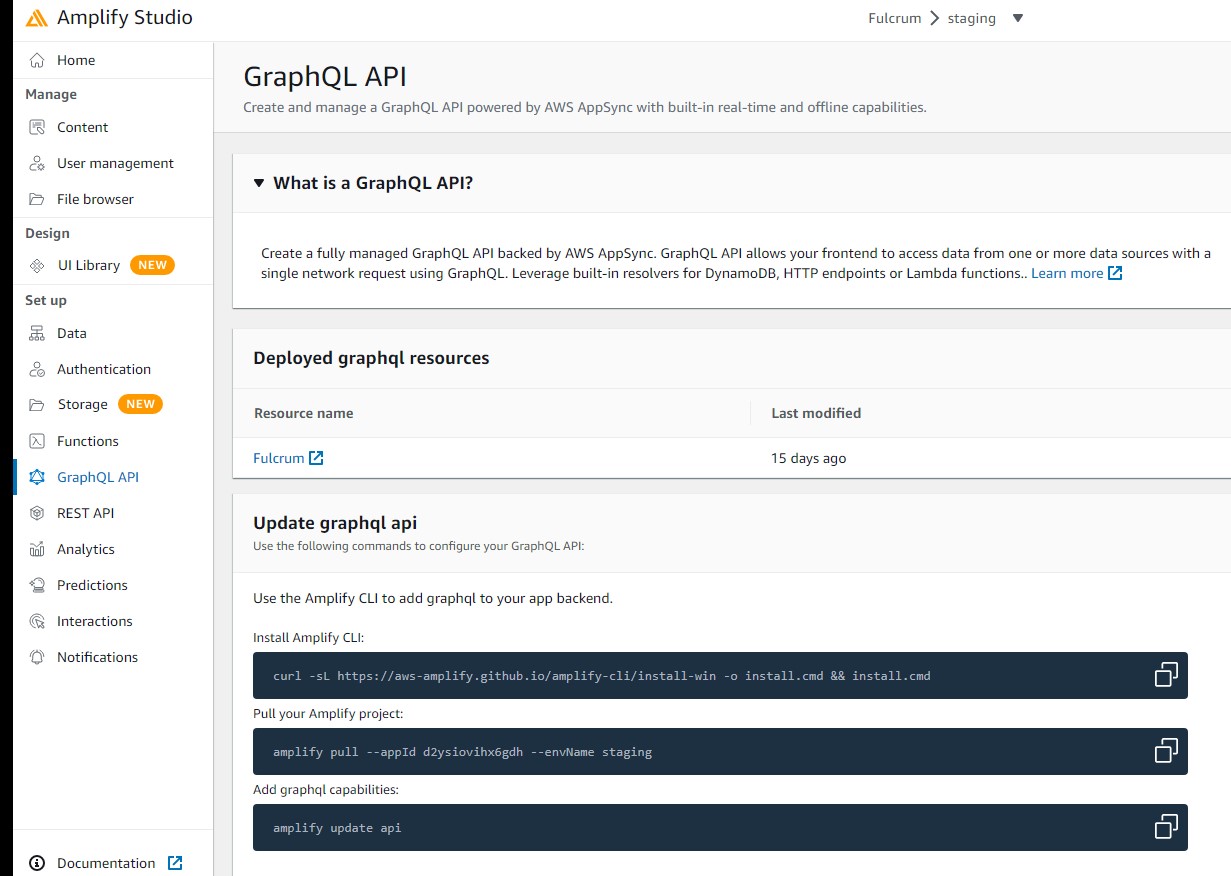 Amplify Studio
Fulcrum > staging ▼
Home
Manage
Content
User management
File browser
Design
UI Library NEW
Set up
Data
Authentication
Storage NEW
Functions
GraphQL API
REST API
Analytics
Predictions
Interactions
Notifications
Documentation
GraphQL API
Create and manage a GraphQL API powered by AWS AppSync with built-in real-time and offline capabilities.
▼ What is a GraphQL API?
Create a fully managed GraphQL API backed by AWS AppSync. GraphQL API allows your frontend to access data from one or more data sources with a
single network request using GraphQL. Leverage built-in resolvers for DynamoDB, HTTP endpoints or Lambda functions.. Learn more
Deployed graphql resources
Resource name Last modified
Fulcrum 15 days ago
Update graphql api
Use the following commands to configure your GraphQL API:
Use the Amplify CLI to add graphql to your app backend.
Install Amplify CLI:
curl -sL https://aws-amplify.github.io/amplify-cli/install-win -o install.cmd && install.cmd
Pull your Amplify project:
amplify pull --appId d2ysiovihx6gdh --envName staging
Add graphql capabilities:
amplify update api